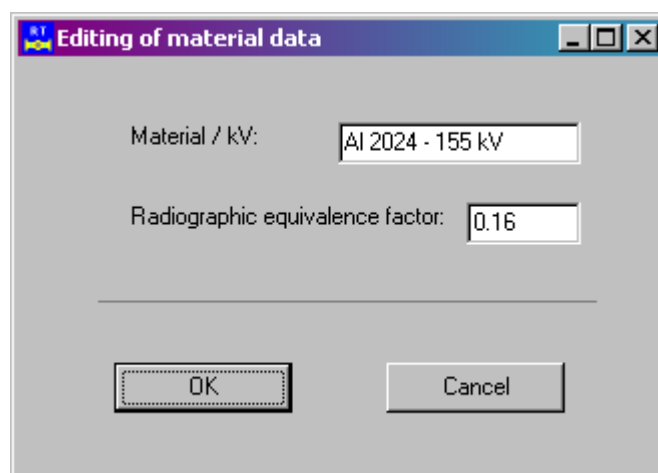 RT
Editing of material data
Material / kV:
Al 2024 - 155 kV
Radiographic equivalence factor:
0.16
OK
Cancel